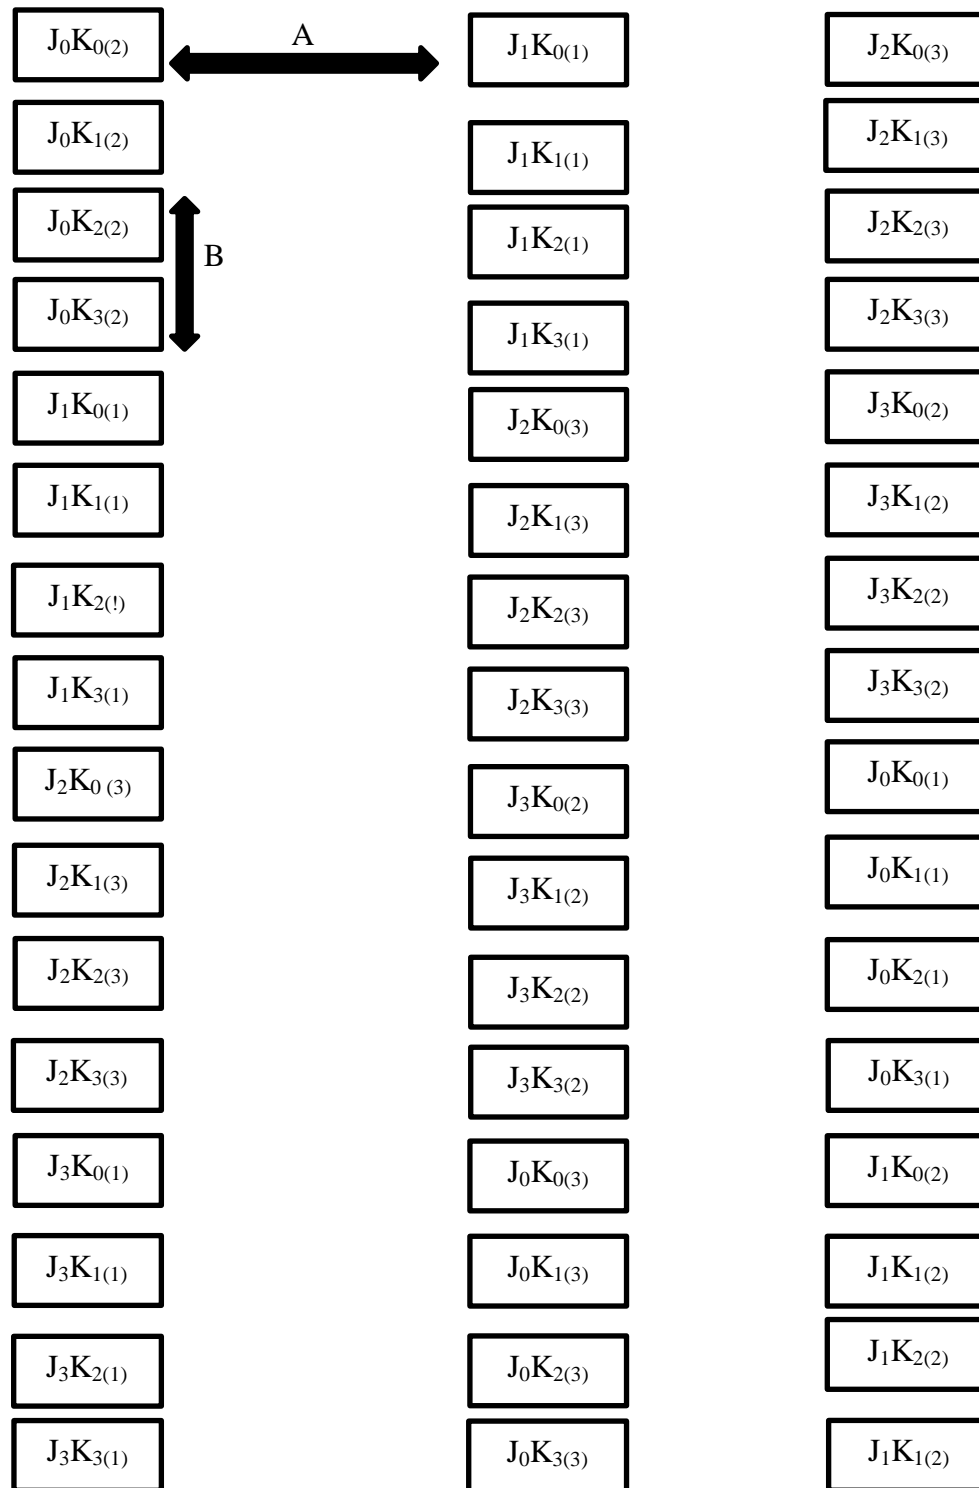 J₀K₀₍₂₎ A J₁K₀₍₁₎ J₂K₀₍₃₎
J₀K₁₍₂₎ J₁K₁₍₁₎ J₂K₁₍₃₎
J₀K₂₍₂₎ B J₁K₂₍₁₎ J₂K₂₍₃₎
J₀K₃₍₂₎ J₁K₃₍₁₎ J₂K₃₍₃₎
J₁K₀₍₁₎ J₂K₀₍₃₎ J₃K₀₍₂₎
J₁K₁₍₁₎ J₂K₁₍₃₎ J₃K₁₍₂₎
J₁K₂₍!₎ J₂K₂₍₃₎ J₃K₂₍₂₎
J₁K₃₍₁₎ J₂K₃₍₃₎ J₃K₃₍₂₎
J₂K₀ ₍₃₎ J₃K₀₍₂₎ J₀K₀₍₁₎
J₂K₁₍₃₎ J₃K₁₍₂₎ J₀K₁₍₁₎
J₂K₂₍₃₎ J₃K₂₍₂₎ J₀K₂₍₁₎
J₂K₃₍₃₎ J₃K₃₍₂₎ J₀K₃₍₁₎
J₃K₀₍₁₎ J₀K₀₍₃₎ J₁K₀₍₂₎
J₃K₁₍₁₎ J₀K₁₍₃₎ J₁K₁₍₂₎
J₃K₂₍₁₎ J₀K₂₍₃₎ J₁K₂₍₂₎
J₃K₃₍₁₎ J₀K₃₍₃₎ J₁K₁₍₂₎